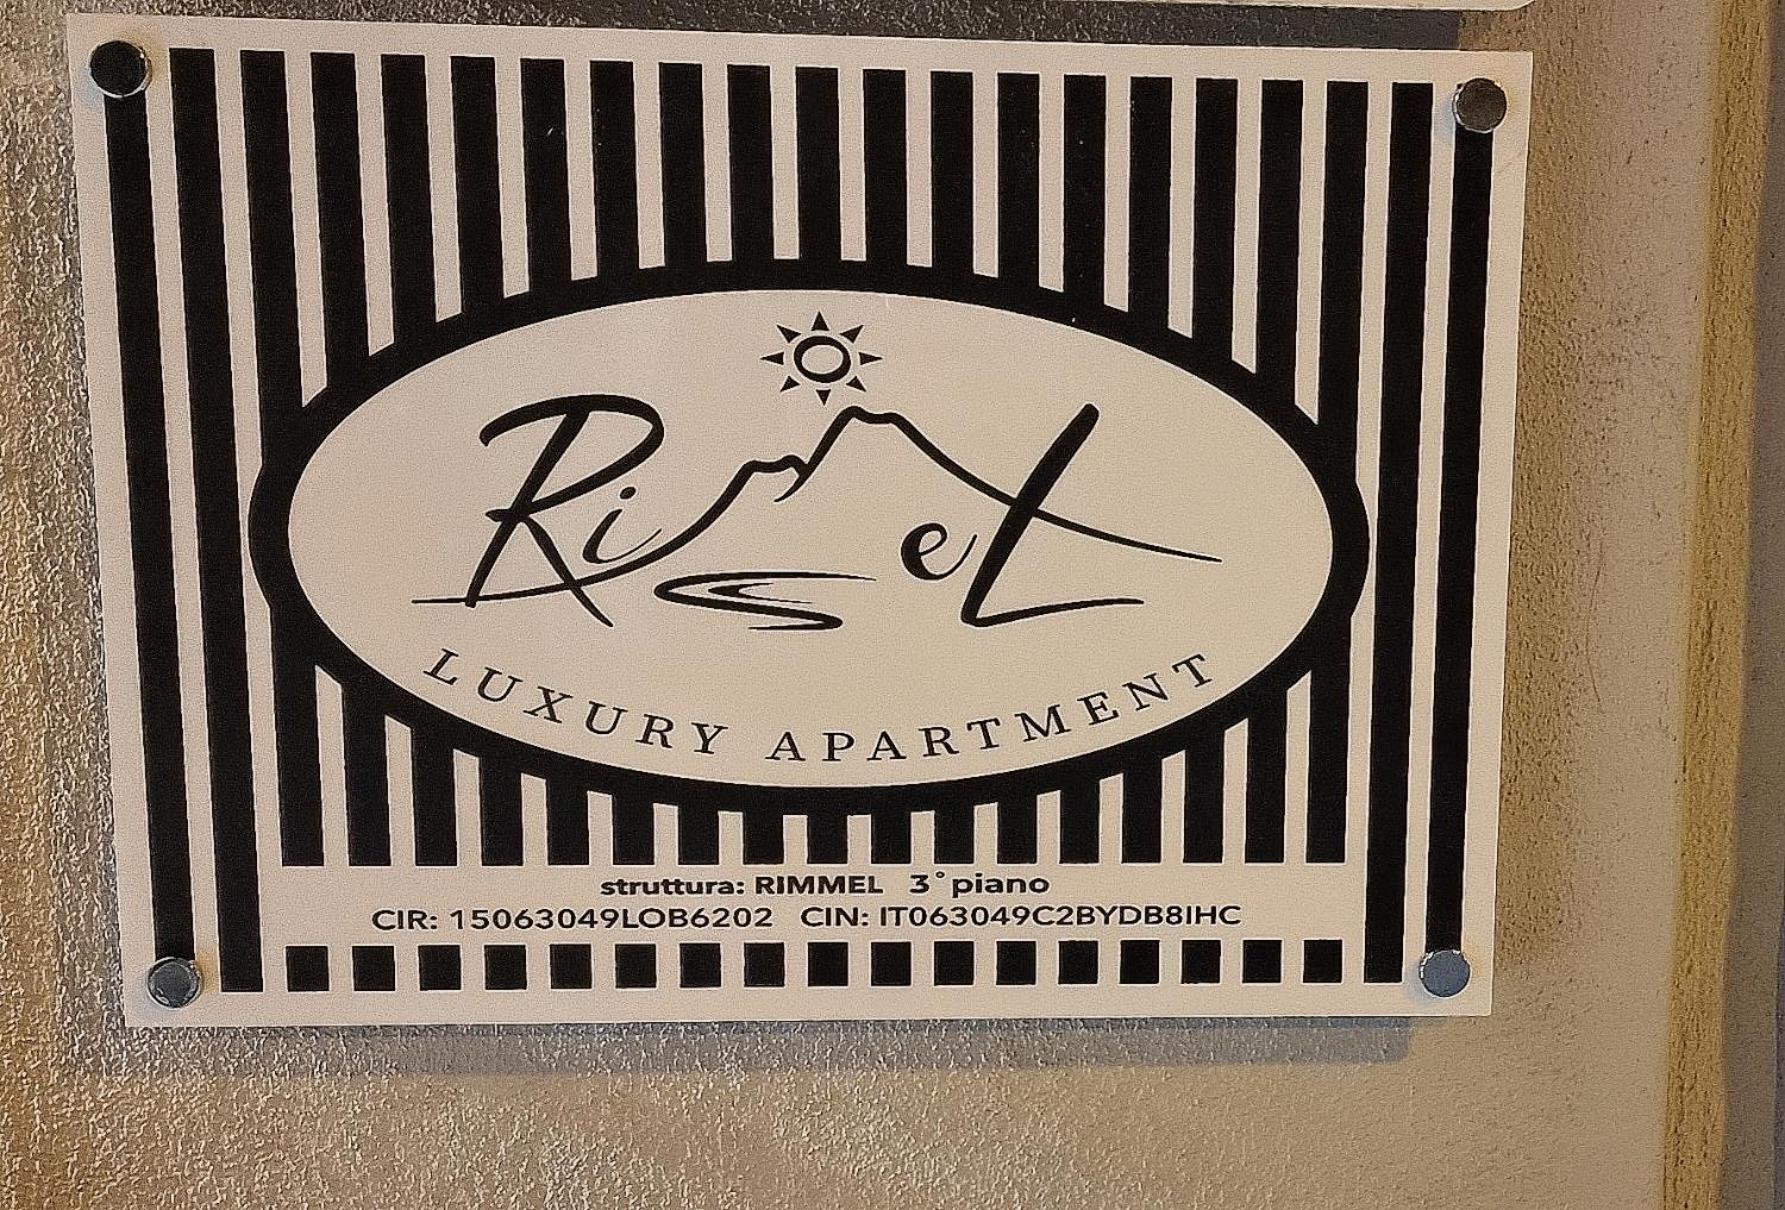 Rimmel
LUXURY APARTMENT
struttura: RIMMEL 3° piano
CIR: 15063049LOB6202 CIN: IT063049C2BYDB8IHC